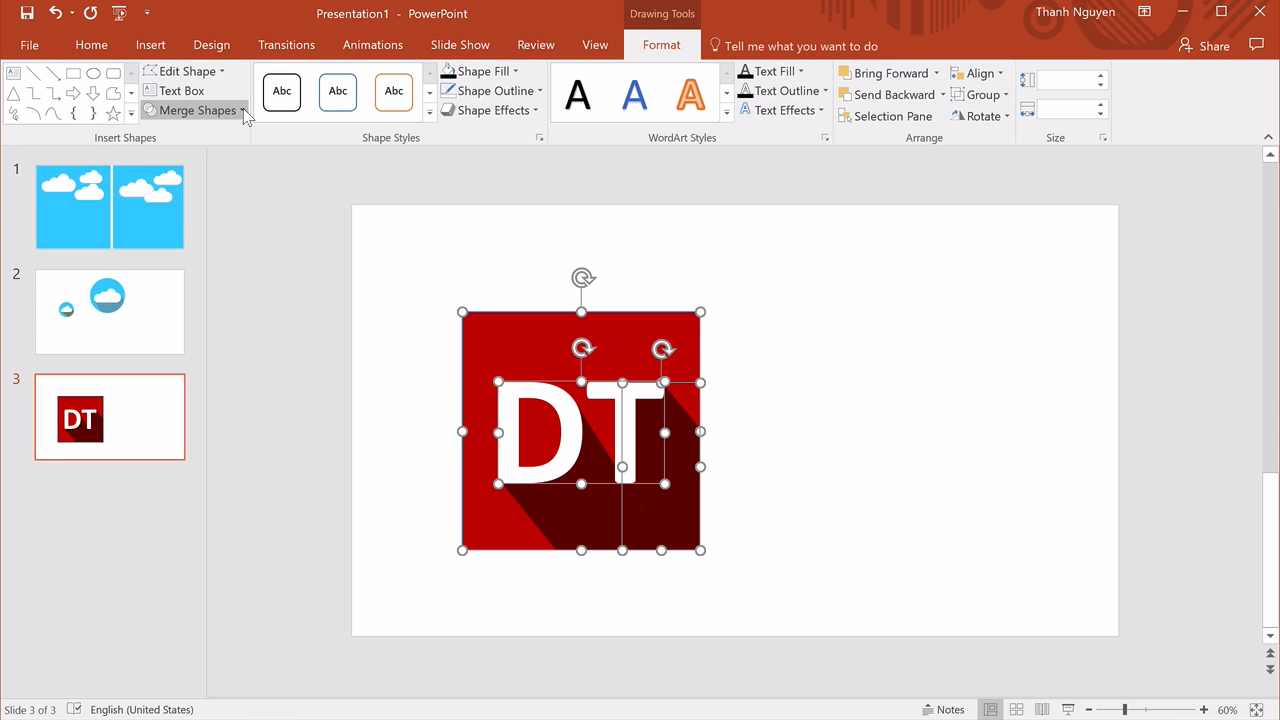 Presentation1 - PowerPoint
Drawing Tools
Thanh Nguyen
File
Home
Insert
Design
Transitions
Animations
Slide Show
Review
View
Format
Tell me what you want to do
Share
Edit Shape
Text Box
Merge Shapes
Insert Shapes
Abc
Abc
Abc
Shape Fill
Shape Outline
Shape Effects
Shape Styles
A
A
A
Text Fill
Text Outline
Text Effects
WordArt Styles
Bring Forward
Send Backward
Selection Pane
Align
Group
Rotate
Arrange
Size
1
2
3
DT
DT
Slide 3 of 3
English (United States)
Notes
60%